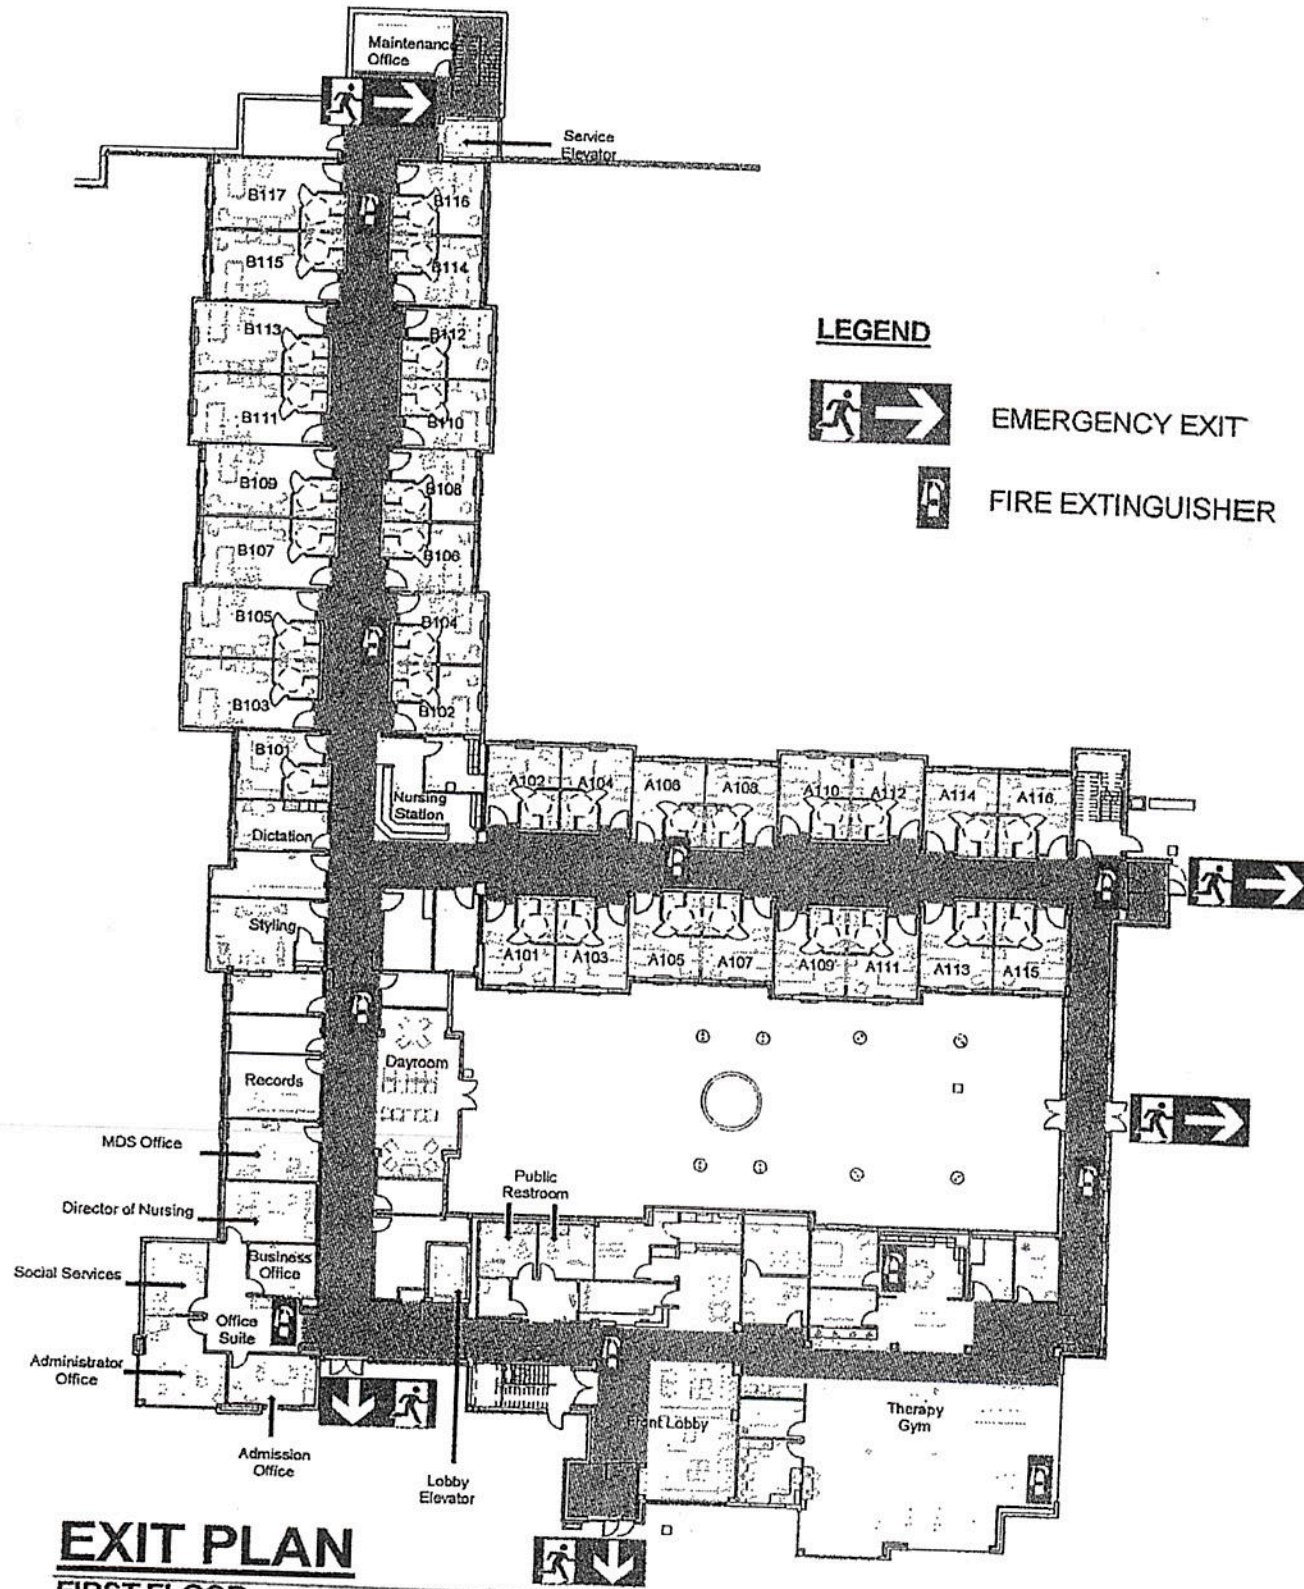 Maintenance
Office
Service
Elevator
B117
B116
B115
B114
B113
B112
B111
B110
B109
B108
B107
B106
B105
B104
B103
B102
B101
LEGEND
EMERGENCY EXIT
FIRE EXTINGUISHER
Nursing
Station
Dictation
Styling
A102
A104
A106
A108
A110
A112
A114
A116
A101
A103
A105
A107
A109
A111
A113
A115
Dayroom
Records
MDS Office
Director of Nursing
Social Services
Business
Office
Office
Suite
Administrator
Office
Admission
Office
Public
Restroom
Lobby
Elevator
Front Lobby
Therapy
Gym
EXIT PLAN
FIRST FLOOR